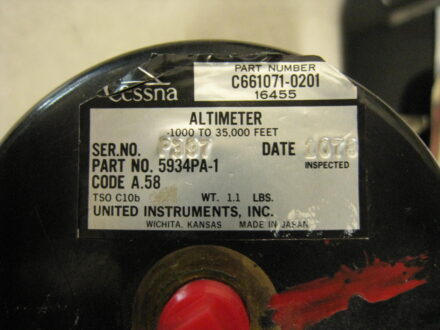 Cessna
PART NUMBER
C661071-0201
16455
ALTIMETER
-1000 TO 35,000 FEET
SER.NO. DATE
PART NO. 5934PA-1 INSPECTED
CODE A.58
TSO C10b WT. 1.1 LBS.
UNITED INSTRUMENTS, INC.
WICHITA, KANSAS MADE IN JAPAN